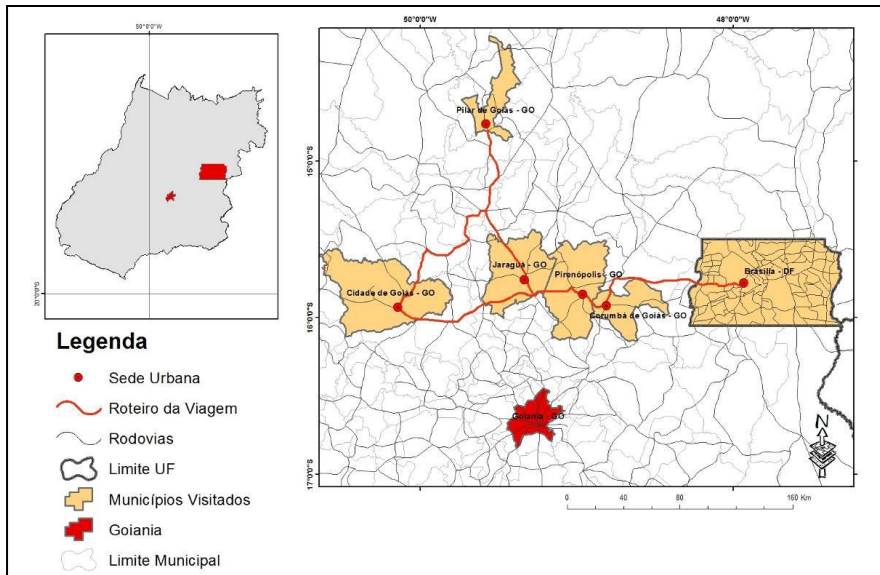 50°0'0"W
20°0'0"S
50°0'0"W
48°0'0"W
15°0'0"S
16°0'0"S
17°0'0"S
Pilar de Goiás - GO
Jaraguá - GO
Pirenópolis - GO
Brasília - DF
Cidade de Goiás - GO
Corumbá de Goiás - GO
Goiania - GO
N
0 20 40 80 120 160 Km
Legenda
Sede Urbana
Roteiro da Viagem
Rodovias
Limite UF
Municípios Visitados
Goiania
Limite Municipal